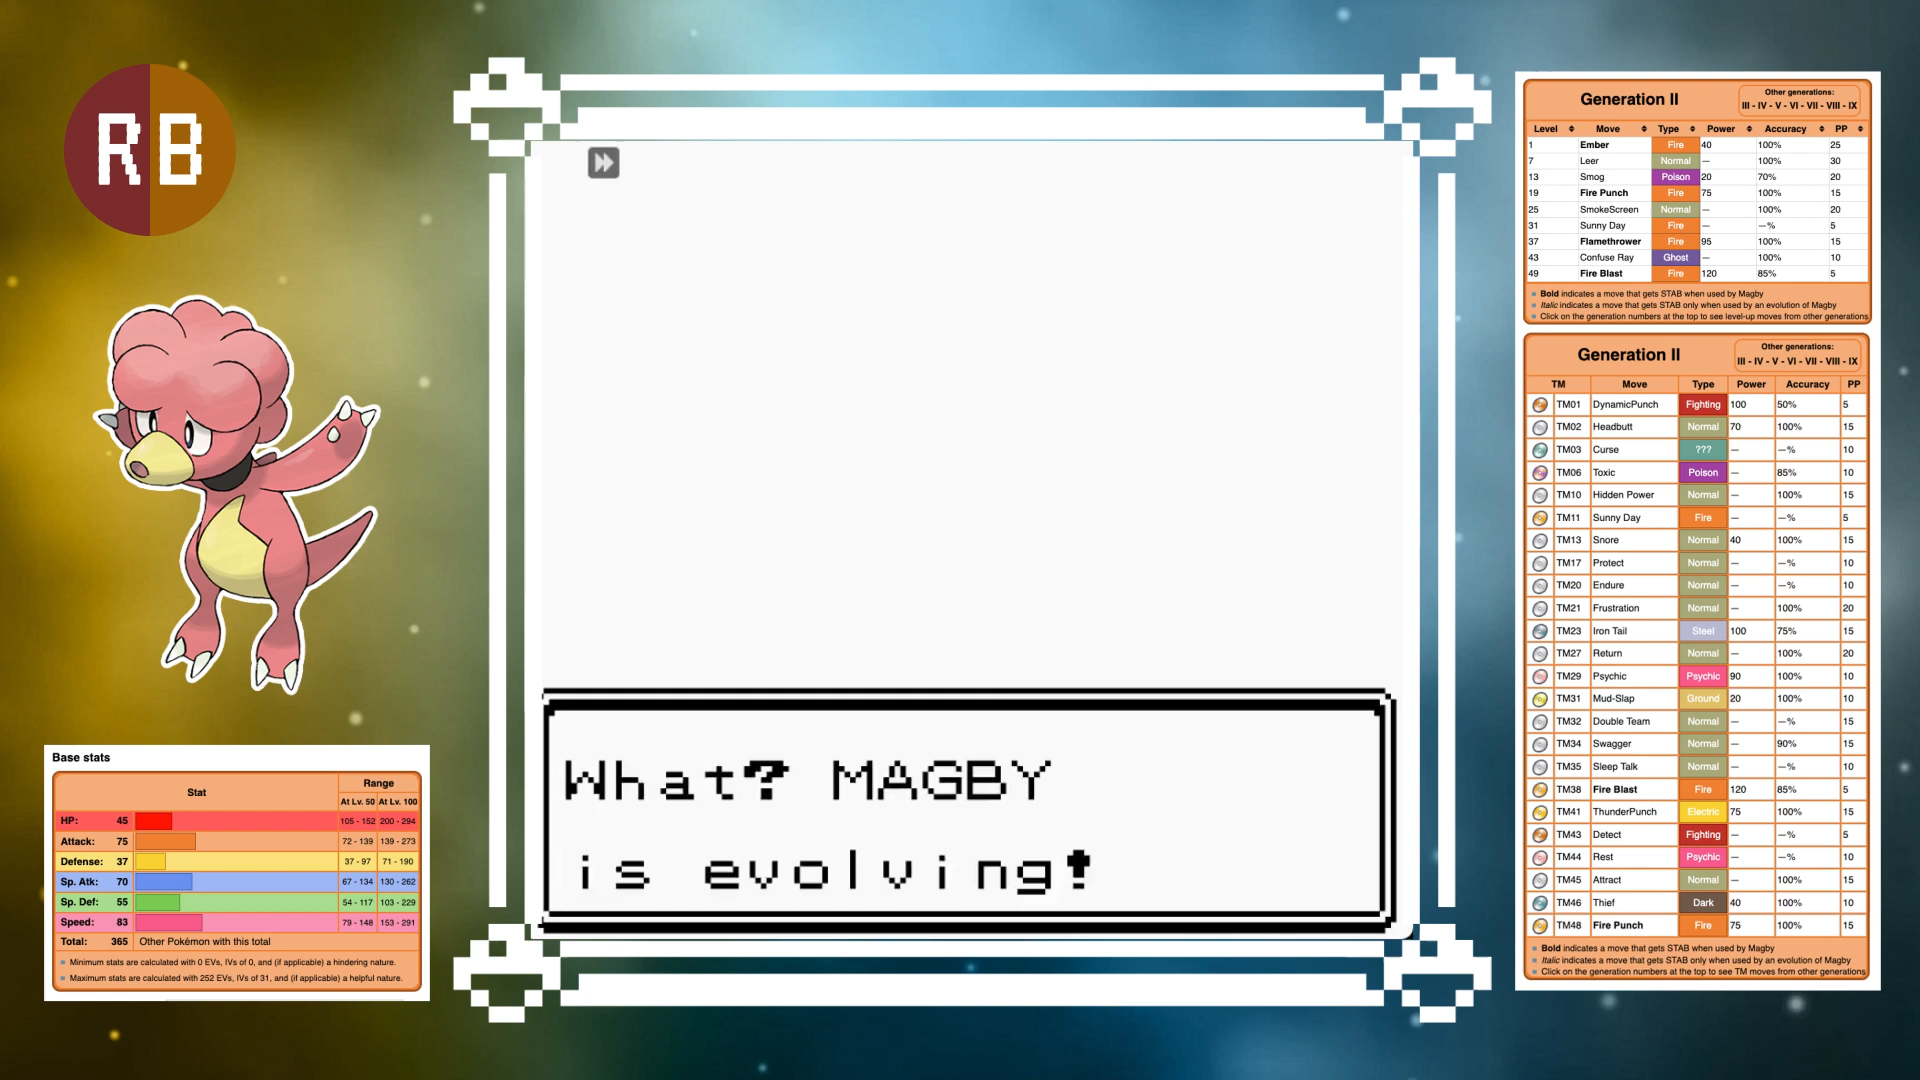 RB
What? MAGBY
is evolving!
Base stats
Stat Range
At Lv. 50 At Lv. 100
HP: 45 105 - 152 200 - 294
Attack: 75 72 - 139 139 - 273
Defense: 37 37 - 97 71 - 190
Sp. Atk: 70 67 - 134 130 - 262
Sp. Def: 55 54 - 117 103 - 229
Speed: 83 79 - 148 153 - 291
Total: 365 Other Pokémon with this total
Minimum stats are calculated with 0 EVs, IVs of 0, and (if applicable) a hindering nature.
Maximum stats are calculated with 252 EVs, IVs of 31, and (if applicable) a helpful nature.
Generation II
Other generations:
III - IV - V - VI - VII - VIII - IX
Level Move Type Power Accuracy PP
1 Ember Fire 40 100% 25
7 Leer Normal — 100% 30
13 Smog Poison 20 70% 20
19 Fire Punch Fire 75 100% 15
25 SmokeScreen Normal — 100% 20
31 Sunny Day Fire — —% 5
37 Flamethrower Fire 95 100% 15
43 Confuse Ray Ghost — 100% 10
49 Fire Blast Fire 120 85% 5
Bold indicates a move that gets STAB when used by Magby
Italic indicates a move that gets STAB only when used by an evolution of Magby
Click on the generation numbers at the top to see level-up moves from other generations
Generation II
Other generations:
III - IV - V - VI - VII - VIII - IX
TM Move Type Power Accuracy PP
TM01 DynamicPunch Fighting 100 50% 5
TM02 Headbutt Normal 70 100% 15
TM03 Curse ??? — —% 10
TM06 Toxic Poison — 85% 10
TM10 Hidden Power Normal — 100% 15
TM11 Sunny Day Fire — —% 5
TM13 Snore Normal 40 100% 15
TM17 Protect Normal — —% 10
TM20 Endure Normal — —% 10
TM21 Frustration Normal — 100% 20
TM23 Iron Tail Steel 100 75% 15
TM27 Return Normal — 100% 20
TM29 Psychic Psychic 90 100% 10
TM31 Mud-Slap Ground 20 100% 10
TM32 Double Team Normal — —% 15
TM34 Swagger Normal — 90% 15
TM35 Sleep Talk Normal — —% 10
TM38 Fire Blast Fire 120 85% 5
TM41 ThunderPunch Electric 75 100% 15
TM43 Detect Fighting — —% 5
TM44 Rest Psychic — —% 10
TM45 Attract Normal — 100% 15
TM46 Thief Dark 40 100% 10
TM48 Fire Punch Fire 75 100% 15
Bold indicates a move that gets STAB when used by Magby
Italic indicates a move that gets STAB only when used by an evolution of Magby
Click on the generation numbers at the top to see TM moves from other generations